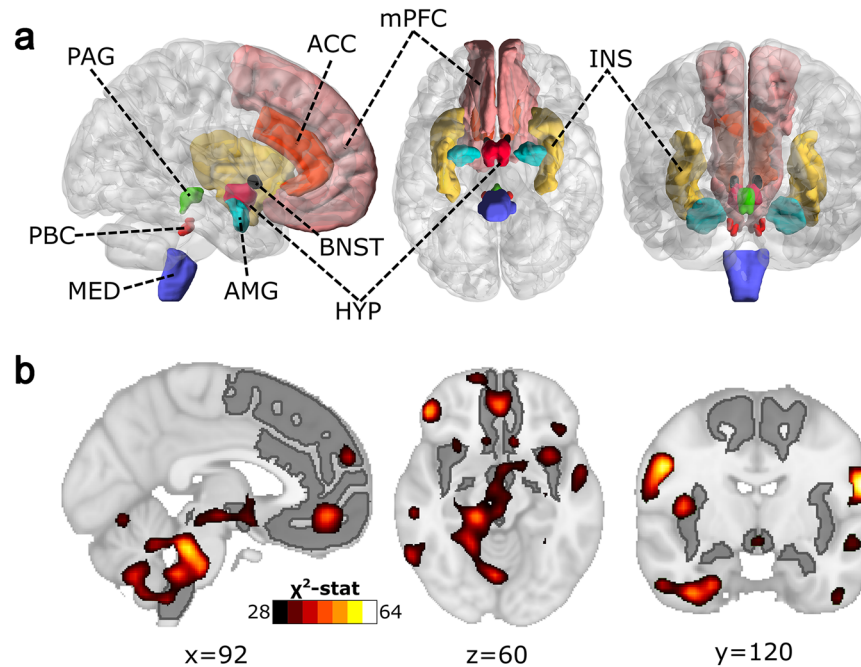 a
mPFC
PAG
ACC
INS
PBC
BNST
MED
AMG
HYP
b
χ²-stat
28
64
x=92
z=60
y=120